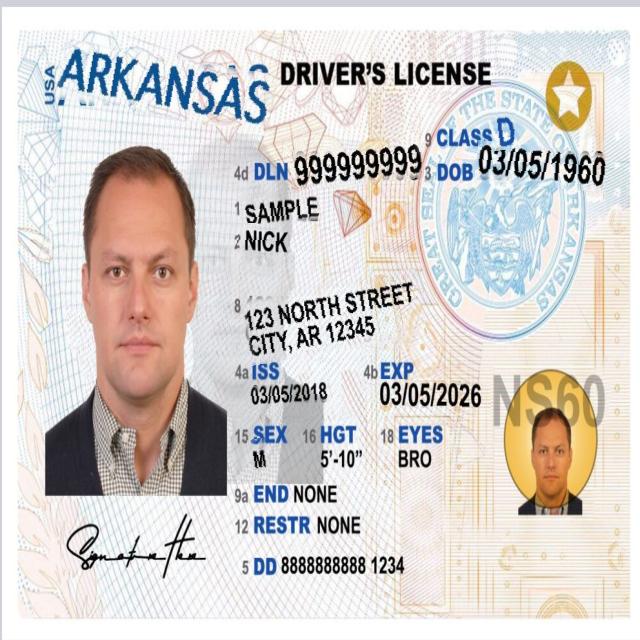 USA ARKANSAS DRIVER'S LICENSE
9 CLASS D
4d DLN 999999999 3 DOB 03/05/1960
1 SAMPLE
2 NICK
8 123 NORTH STREET
CITY, AR 12345
4a ISS 4b EXP
03/05/2018 03/05/2026
NS60
15 SEX 16 HGT 18 EYES
M 5'-10" BRO
9a END NONE
12 RESTR NONE
5 DD 8888888888 1234
GREAT SEAL OF THE STATE OF ARKANSAS